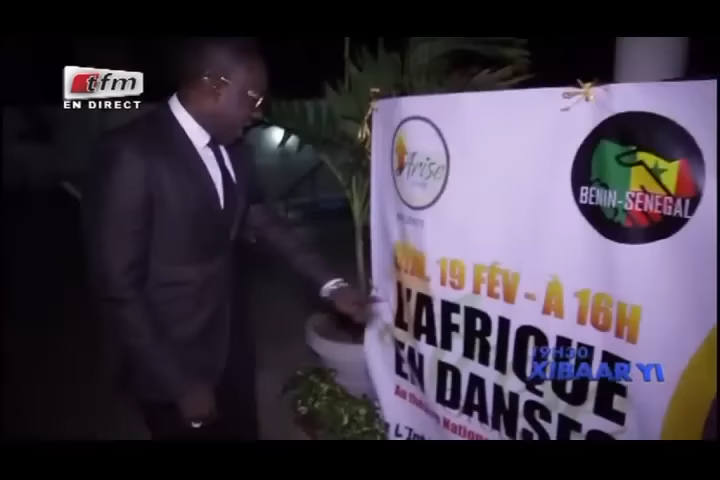 tfm
EN DIRECT
Arise
BENIN-SENEGAL
19 FÉV - À 16H
L'AFRIQUE
EN DANSES
19H30
XIBAAR YI